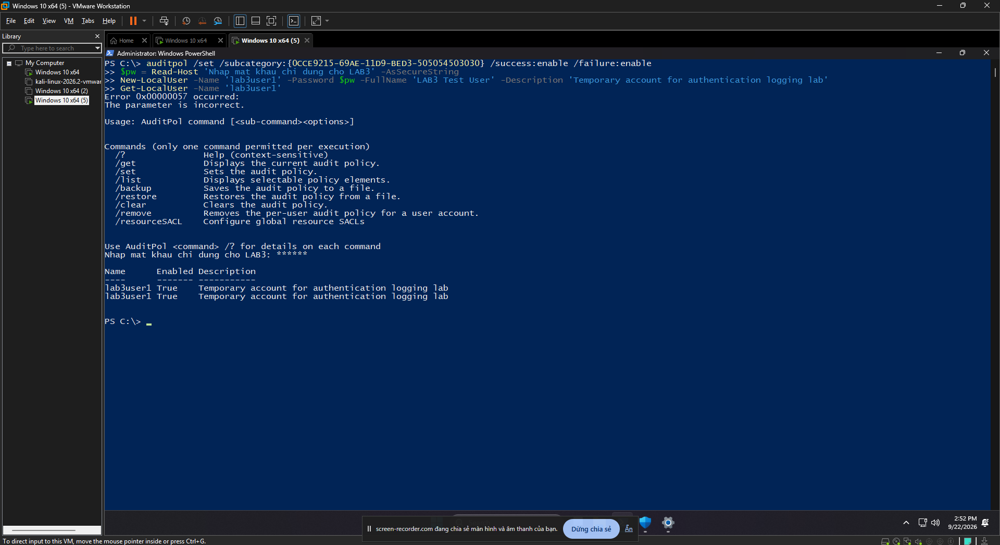 Windows 10 x64 (5) - VMware Workstation
File Edit View VM Tabs Help
Library
Type here to search
My Computer
Windows 10 x64
kali-linux-2026.2-vmwar
Windows 10 x64 (2)
Windows 10 x64 (5)
Home
Windows 10 x64
Windows 10 x64 (5)
Administrator: Windows PowerShell
PS C:\> auditpol /set /subcategory:{0CCE9215-69AE-11D9-BED3-505054503030} /success:enable /failure:enable
>> $pw = Read-Host 'Nhap mat khau chi dung cho LAB3' -AsSecureString
>> New-LocalUser -Name 'lab3user1' -Password $pw -FullName 'LAB3 Test User' -Description 'Temporary account for authentication logging lab'
>> Get-LocalUser -Name 'lab3user1'
Error 0x00000057 occurred:
The parameter is incorrect.
Usage: AuditPol command [<sub-command><options>]
Commands (only one command permitted per execution)
/? Help (context-sensitive)
/get Displays the current audit policy.
/set Sets the audit policy.
/list Displays selectable policy elements.
/backup Saves the audit policy to a file.
/restore Restores the audit policy from a file.
/clear Clears the audit policy.
/remove Removes the per-user audit policy for a user account.
/resourceSACL Configure global resource SACLs
Use AuditPol <command> /? for details on each command
Nhap mat khau chi dung cho LAB3: ******
Name Enabled Description
---- ------- -----------
lab3user1 True Temporary account for authentication logging lab
lab3user1 True Temporary account for authentication logging lab
PS C:\>
screen-recorder.com đang chia sẻ màn hình và âm thanh của bạn.
Dừng chia sẻ
Ẩn
2:52 PM
9/22/2026
To direct input to this VM, move the mouse pointer inside or press Ctrl+G.